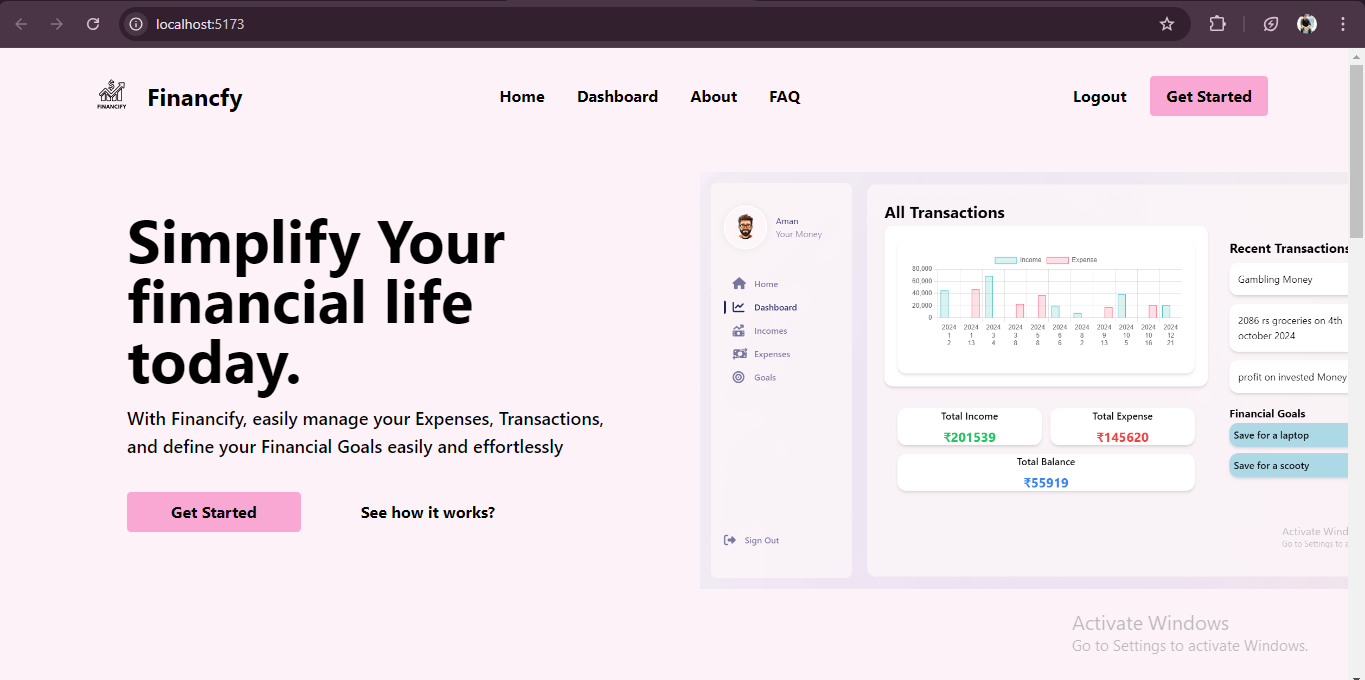 localhost:5173
FINANCIFY
Financfy
Home
Dashboard
About
FAQ
Logout
Get Started
Simplify Your
financial life
today.
With Financify, easily manage your Expenses, Transactions,
and define your Financial Goals easily and effortlessly
Get Started
See how it works?
Aman
Your Money
Home
Dashboard
Incomes
Expenses
Goals
Sign Out
All Transactions
Income Expense
80,000
60,000
40,000
20,000
0
2024 2024 2024 2024 2024 2024 2024 2024 2024 2024 2024
1 1 3 3 5 6 8 9 10 10 12
2 13 4 8 8 6 2 13 5 16 21
Total Income
₹201539
Total Expense
₹145620
Total Balance
₹55919
Recent Transactions
Gambling Money
2086 rs groceries on 4th
october 2024
profit on invested Money
Financial Goals
Save for a laptop
Save for a scooty
Activate Wind
Go to Settings to a
Activate Windows
Go to Settings to activate Windows.